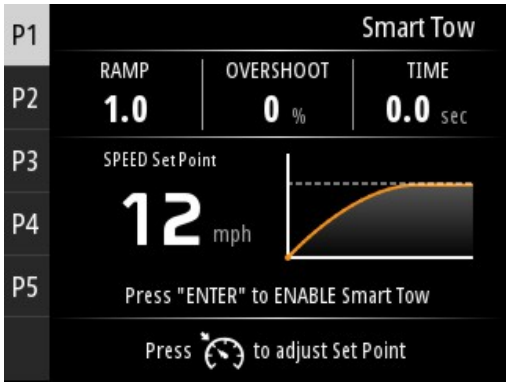 P1
Smart Tow
P2
RAMP OVERSHOOT TIME
1.0 0 % 0.0 sec
P3
SPEED Set Point
P4
12 mph
P5
Press "ENTER" to ENABLE Smart Tow
Press to adjust Set Point